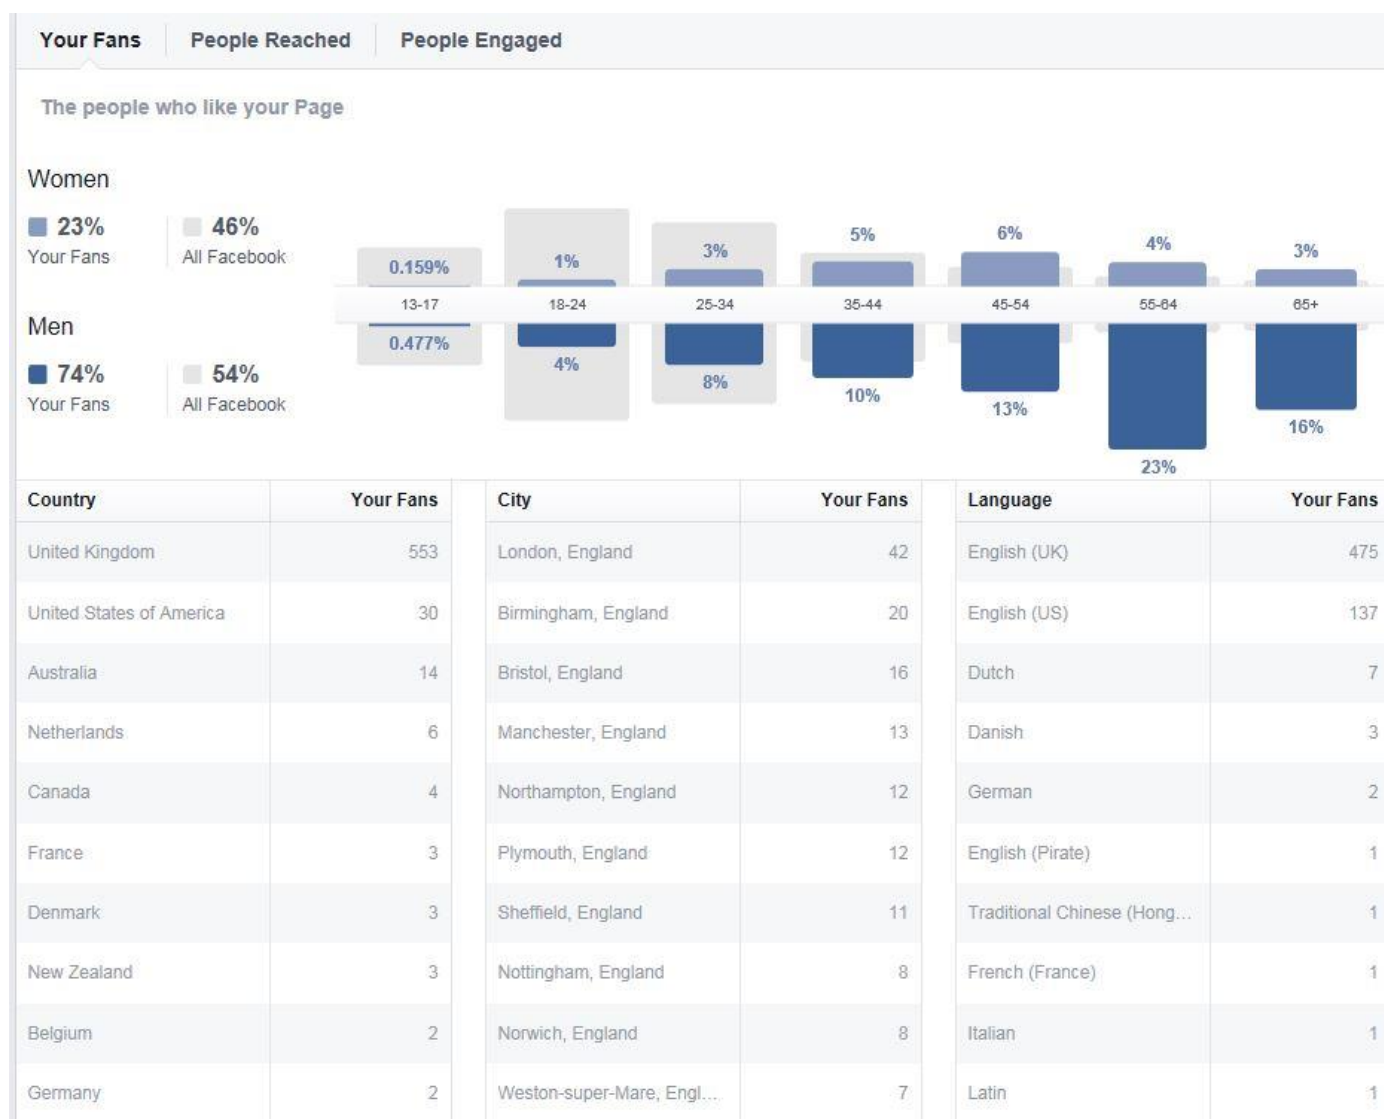 Your Fans People Reached People Engaged
The people who like your Page
Women
23% 46%
Your Fans All Facebook
0.159% 1% 3% 5% 6% 4% 3%
13-17 18-24 25-34 35-44 45-54 55-64 65+
Men
74% 54%
Your Fans All Facebook
0.477% 4% 8% 10% 13% 23% 16%
Country Your Fans City Your Fans Language Your Fans
United Kingdom 553 London, England 42 English (UK) 475
United States of America 30 Birmingham, England 20 English (US) 137
Australia 14 Bristol, England 16 Dutch 7
Netherlands 6 Manchester, England 13 Danish 3
Canada 4 Northampton, England 12 German 2
France 3 Plymouth, England 12 English (Pirate) 1
Denmark 3 Sheffield, England 11 Traditional Chinese (Hong... 1
New Zealand 3 Nottingham, England 8 French (France) 1
Belgium 2 Norwich, England 8 Italian 1
Germany 2 Weston-super-Mare, Engl... 7 Latin 1